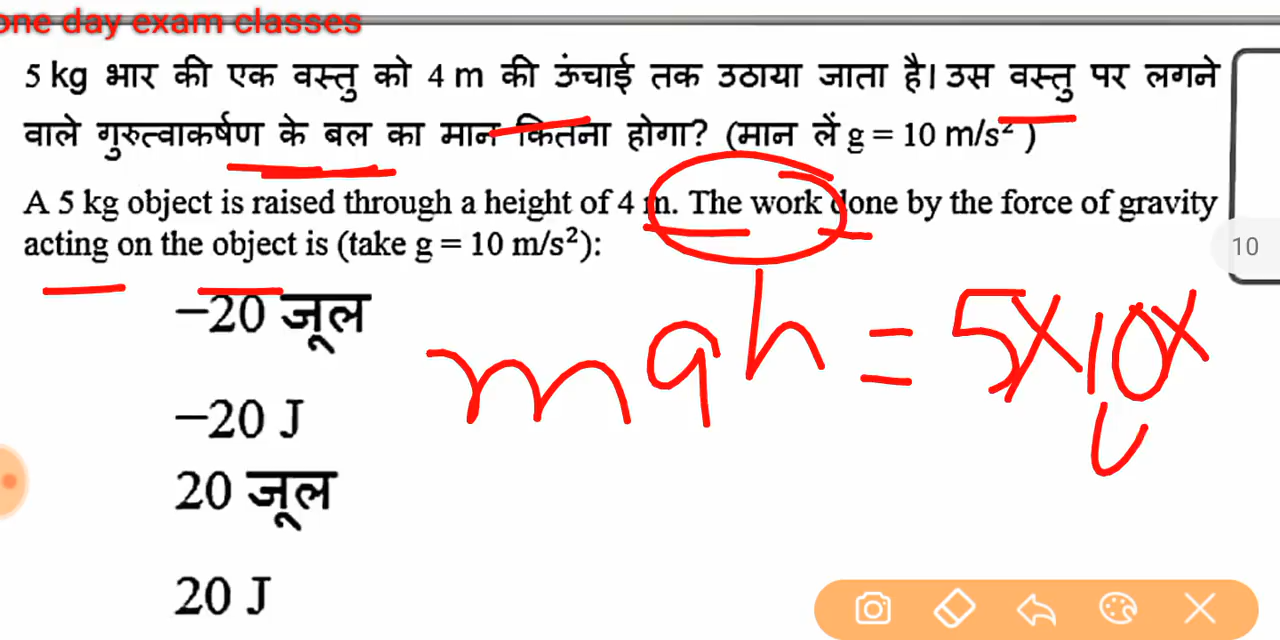 one day exam classes
5 kg भार की एक वस्तु को 4 m की ऊंचाई तक उठाया जाता है। उस वस्तु पर लगने
वाले गुरुत्वाकर्षण के बल का मान कितना होगा? (मान लें g = 10 m/s² )
A 5 kg object is raised through a height of 4 m. The work done by the force of gravity
acting on the object is (take g = 10 m/s²):
10
−20 जूल
mgh = 5×10×
−20 J
20 जूल
20 J